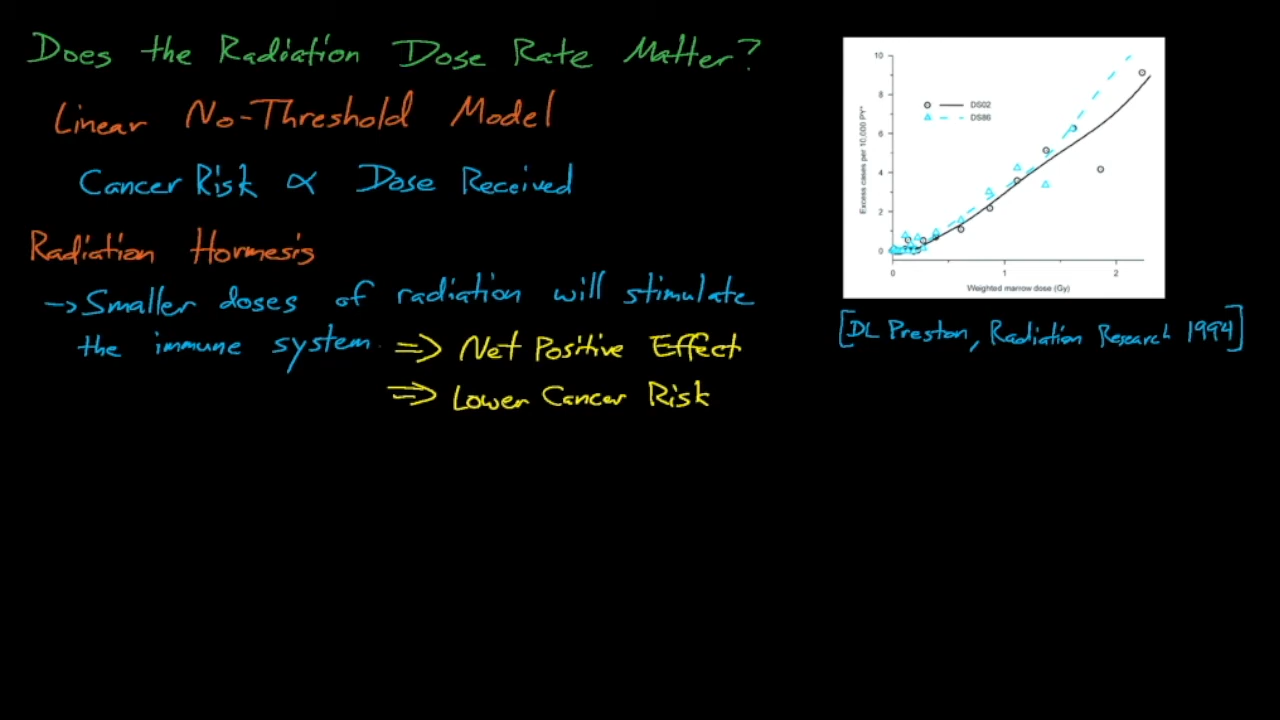 Does the Radiation Dose Rate Matter?
Linear No-Threshold Model
Cancer Risk ∝ Dose Received
Radiation Hormesis
→ Smaller doses of radiation will stimulate
the immune system. ⇒ Net Positive Effect
⇒ Lower Cancer Risk
10
8
6
4
2
0
Excess cases per 10,000 PY*
DS02
DS86
0 1 2
Weighted marrow dose (Gy)
[DL Preston, Radiation Research 1994]